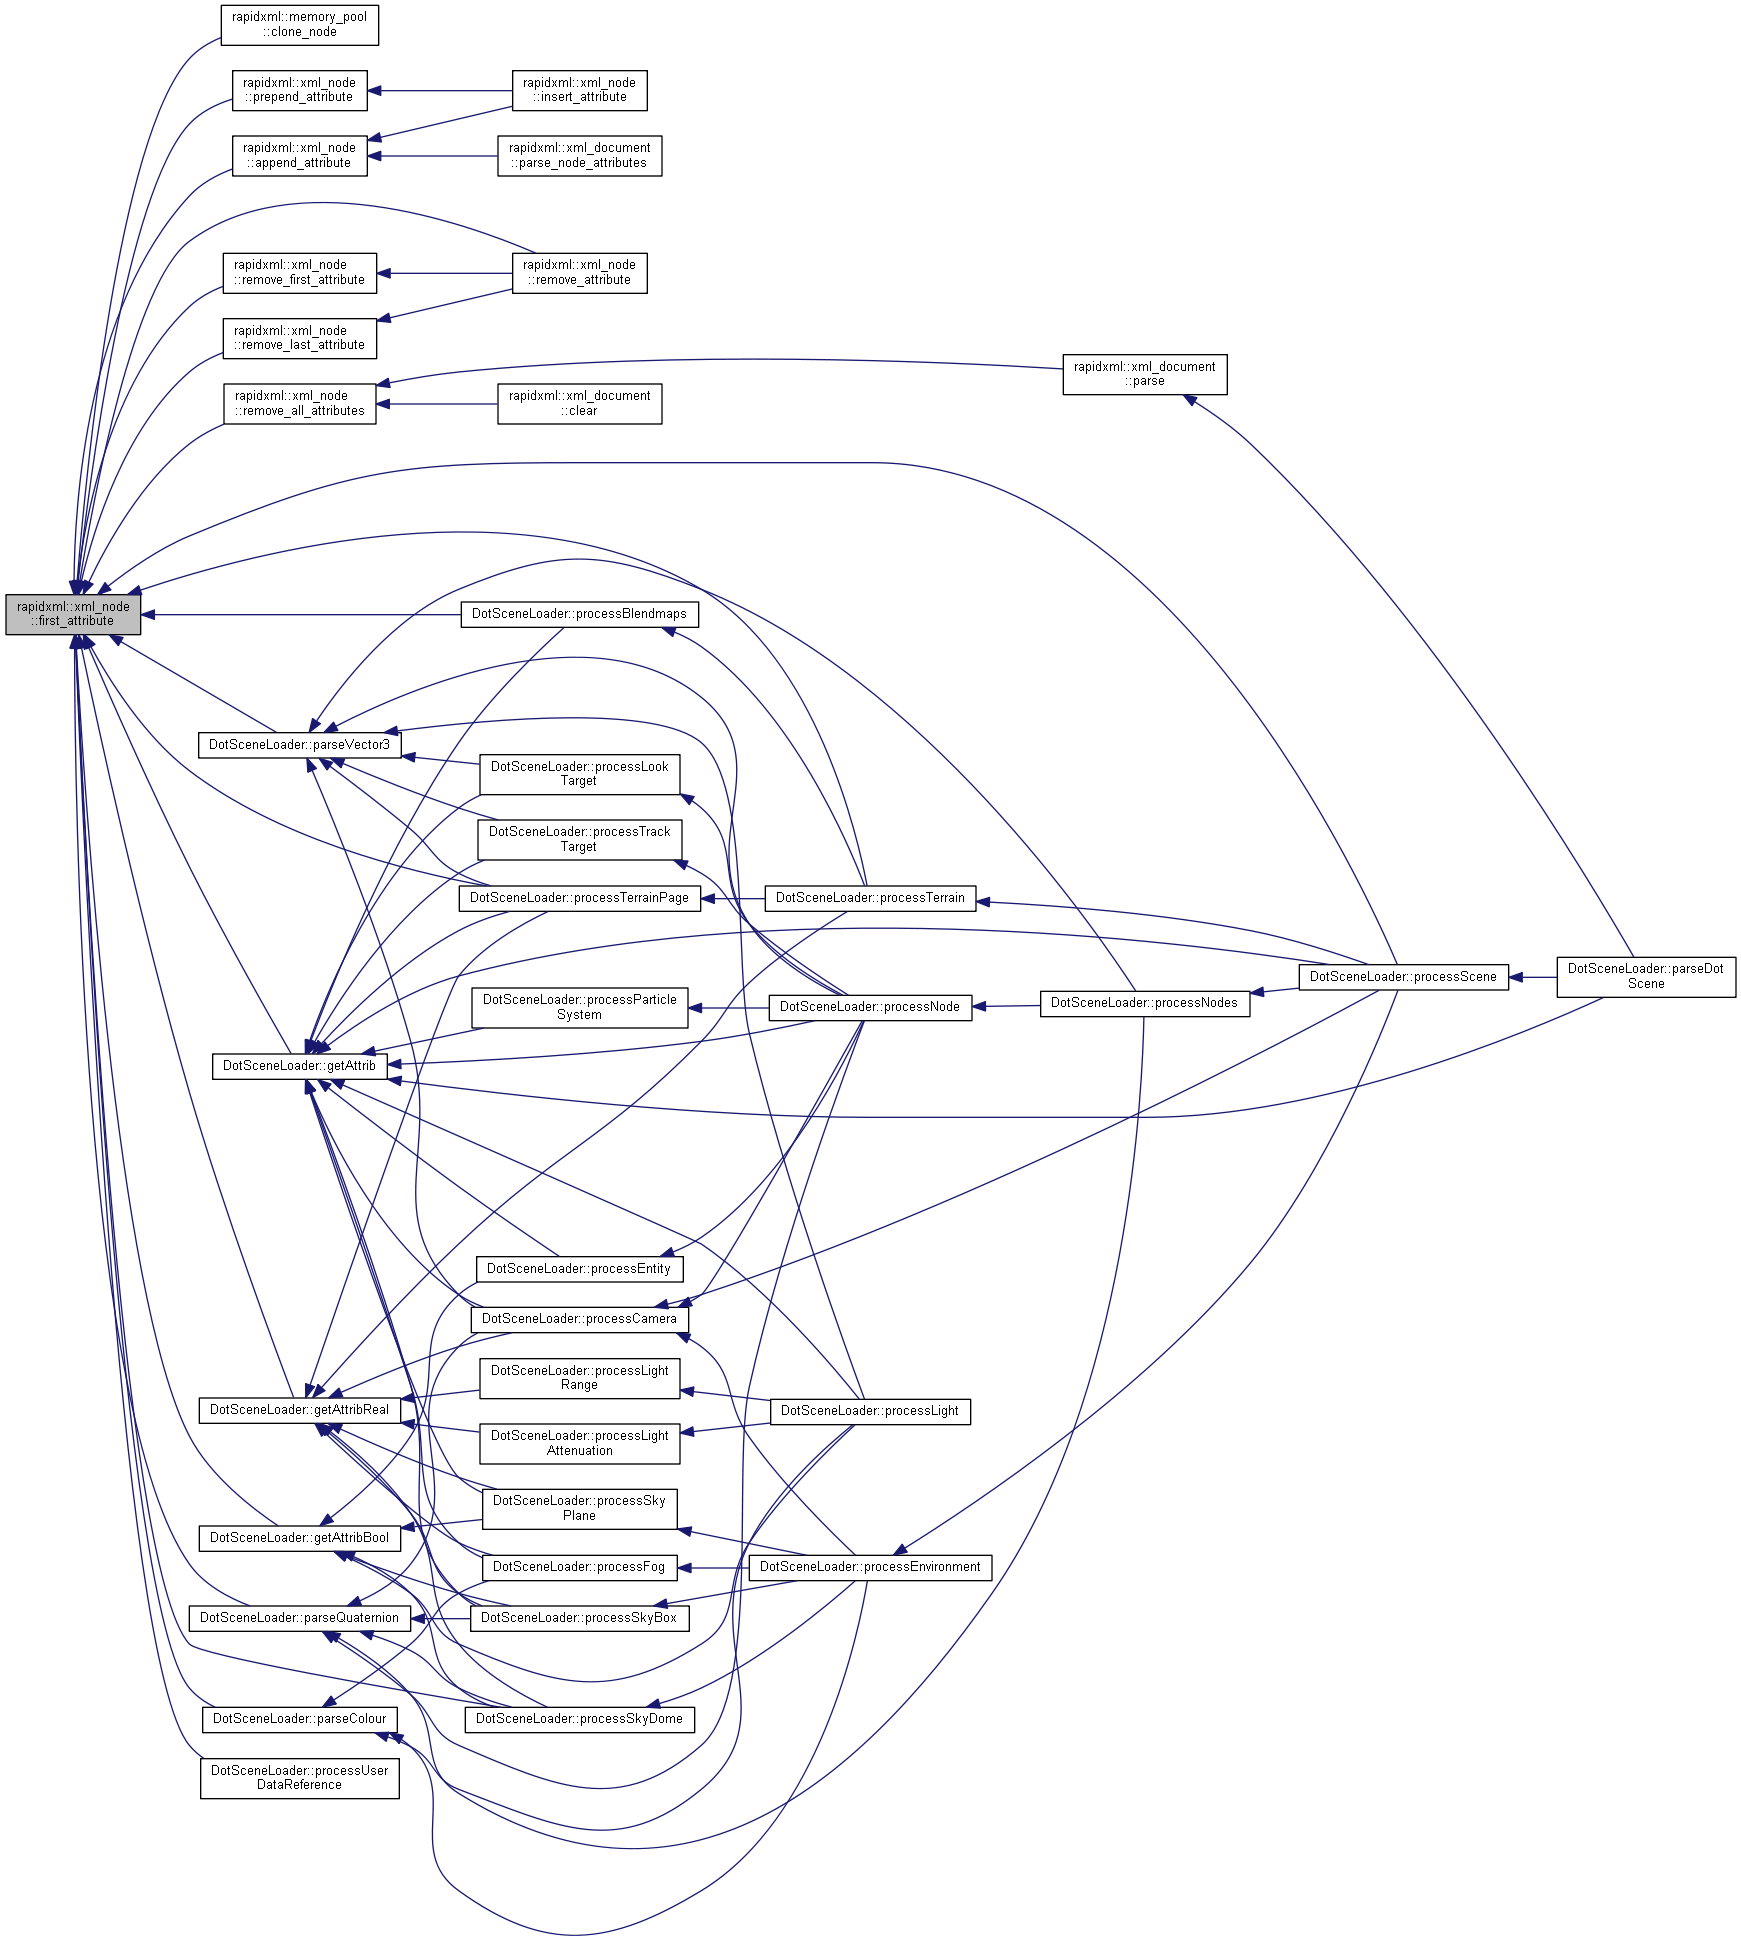 rapidxml::memory_pool
::clone_node
rapidxml::xml_node
::prepend_attribute
rapidxml::xml_node
::insert_attribute
rapidxml::xml_node
::append_attribute
rapidxml::xml_document
::parse_node_attributes
rapidxml::xml_node
::remove_first_attribute
rapidxml::xml_node
::remove_attribute
rapidxml::xml_node
::remove_last_attribute
rapidxml::xml_document
::parse
rapidxml::xml_node
::remove_all_attributes
rapidxml::xml_document
::clear
rapidxml::xml_node
::first_attribute
DotSceneLoader::processBlendmaps
DotSceneLoader::parseVector3
DotSceneLoader::processLook
Target
DotSceneLoader::processTrack
Target
DotSceneLoader::processTerrainPage
DotSceneLoader::processTerrain
DotSceneLoader::processScene
DotSceneLoader::parseDot
Scene
DotSceneLoader::processParticle
System
DotSceneLoader::processNode
DotSceneLoader::processNodes
DotSceneLoader::getAttrib
DotSceneLoader::processEntity
DotSceneLoader::processCamera
DotSceneLoader::processLight
Range
DotSceneLoader::getAttribReal
DotSceneLoader::processLight
DotSceneLoader::processLight
Attenuation
DotSceneLoader::processSky
Plane
DotSceneLoader::getAttribBool
DotSceneLoader::processFog
DotSceneLoader::processEnvironment
DotSceneLoader::parseQuaternion
DotSceneLoader::processSkyBox
DotSceneLoader::parseColour
DotSceneLoader::processSkyDome
DotSceneLoader::processUser
DataReference